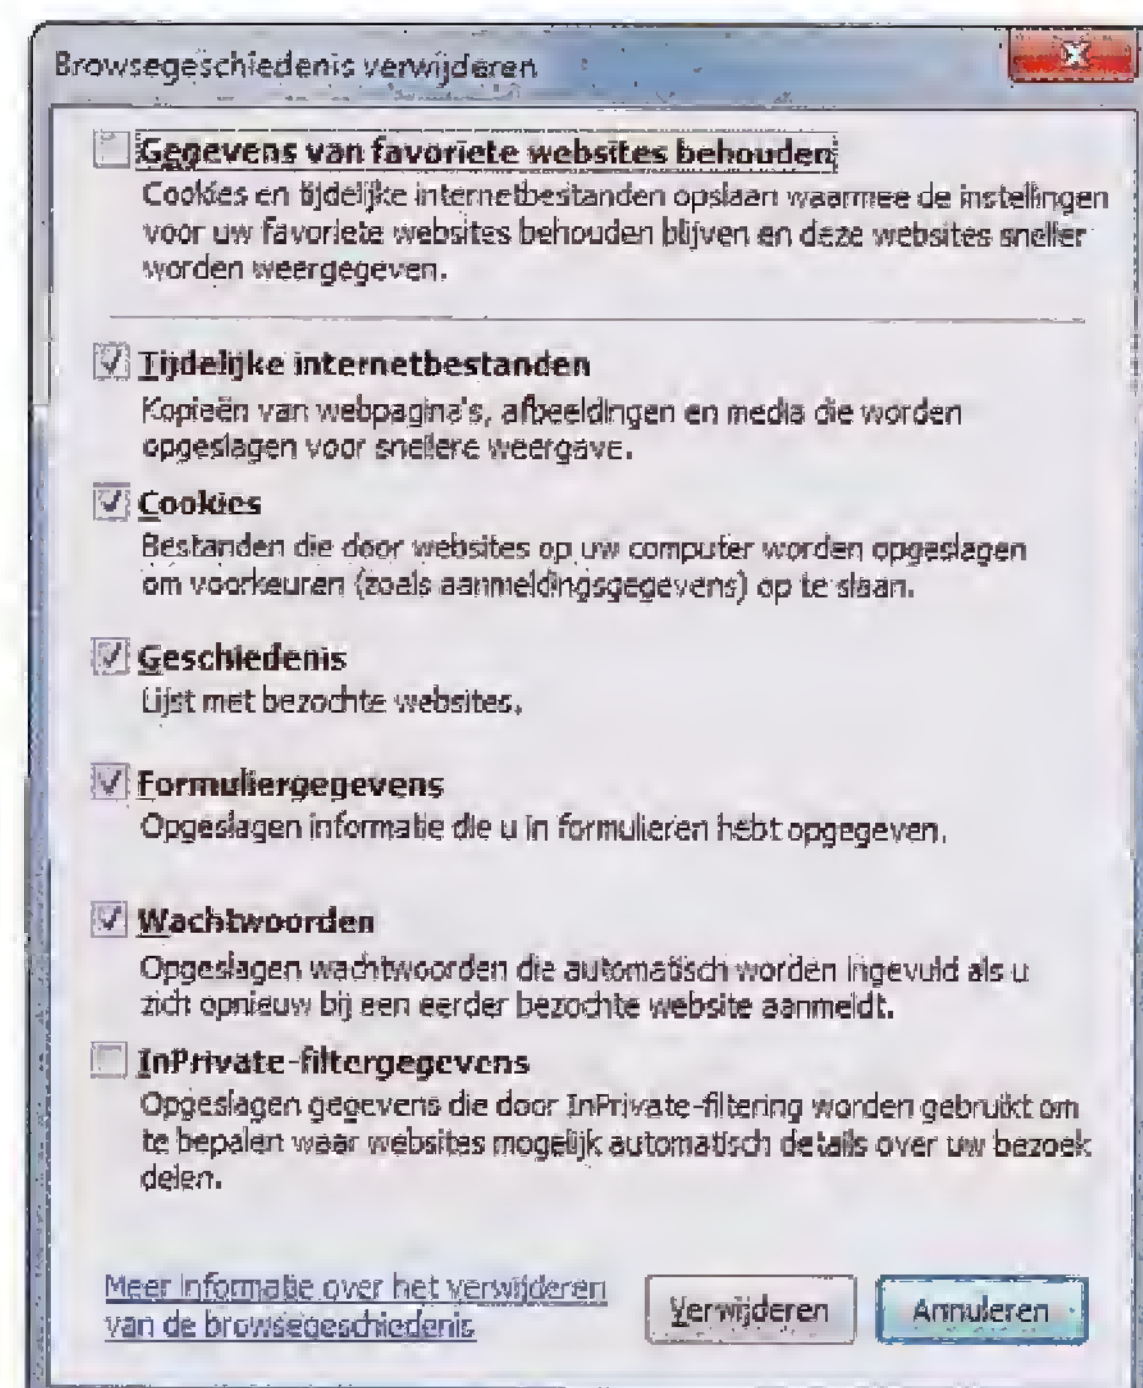 Browsegeschiedenis verwijderen
Gegevens van favoriete websites behouden
Cookies en tijdelijke internetbestanden opslaan waarmee de instellingen
voor uw favoriete websites behouden blijven en deze websites sneller
worden weergegeven.
Tijdelijke internetbestanden
Kopieën van webpagina's, afbeeldingen en media die worden
opgeslagen voor snellere weergave.
Cookies
Bestanden die door websites op uw computer worden opgeslagen
om voorkeuren (zoals aanmeldingsgegevens) op te slaan.
Geschiedenis
Lijst met bezochte websites.
Formuliergegevens
Opgeslagen informatie die u in formulieren hebt opgegeven.
Wachtwoorden
Opgeslagen wachtwoorden die automatisch worden ingevuld als u
zich opnieuw bij een eerder bezochte website aanmeldt.
InPrivate-filtergegevens
Opgeslagen gegevens die door InPrivate-filtering worden gebruikt om
te bepalen waar websites mogelijk automatisch details over uw bezoek
delen.
Meer informatie over het verwijderen
van de browsegeschiedenis
Verwijderen
Annuleren